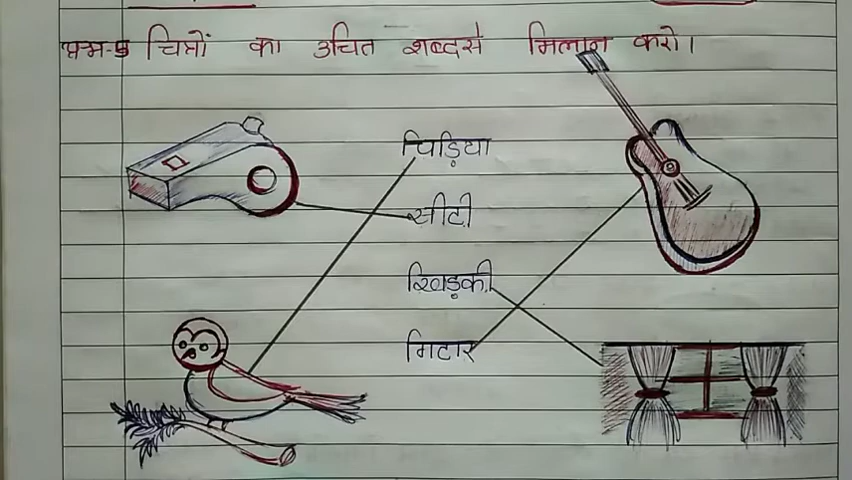 प्रश्न-5 चित्रों का उचित शब्दसे मिलान करो।
चिड़िया
सीटी
खिड़की
गिटार